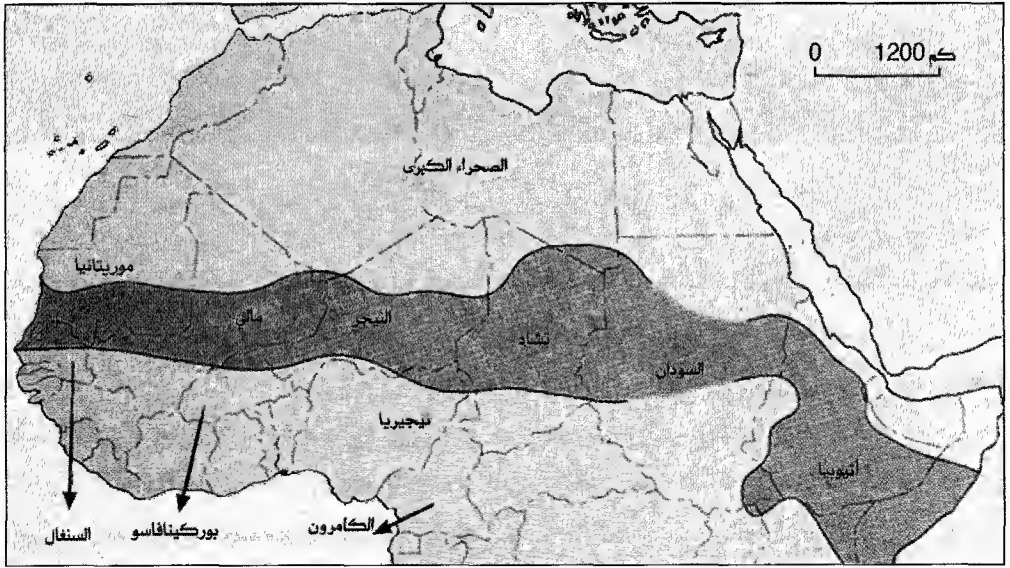 0 1200 كم
الصحراء الكبرى
موريتانيا
مالي
النيجر
تشاد
السودان
نيجيريا
أثيوبيا
السنغال
بوركينافاسو
الكامرون